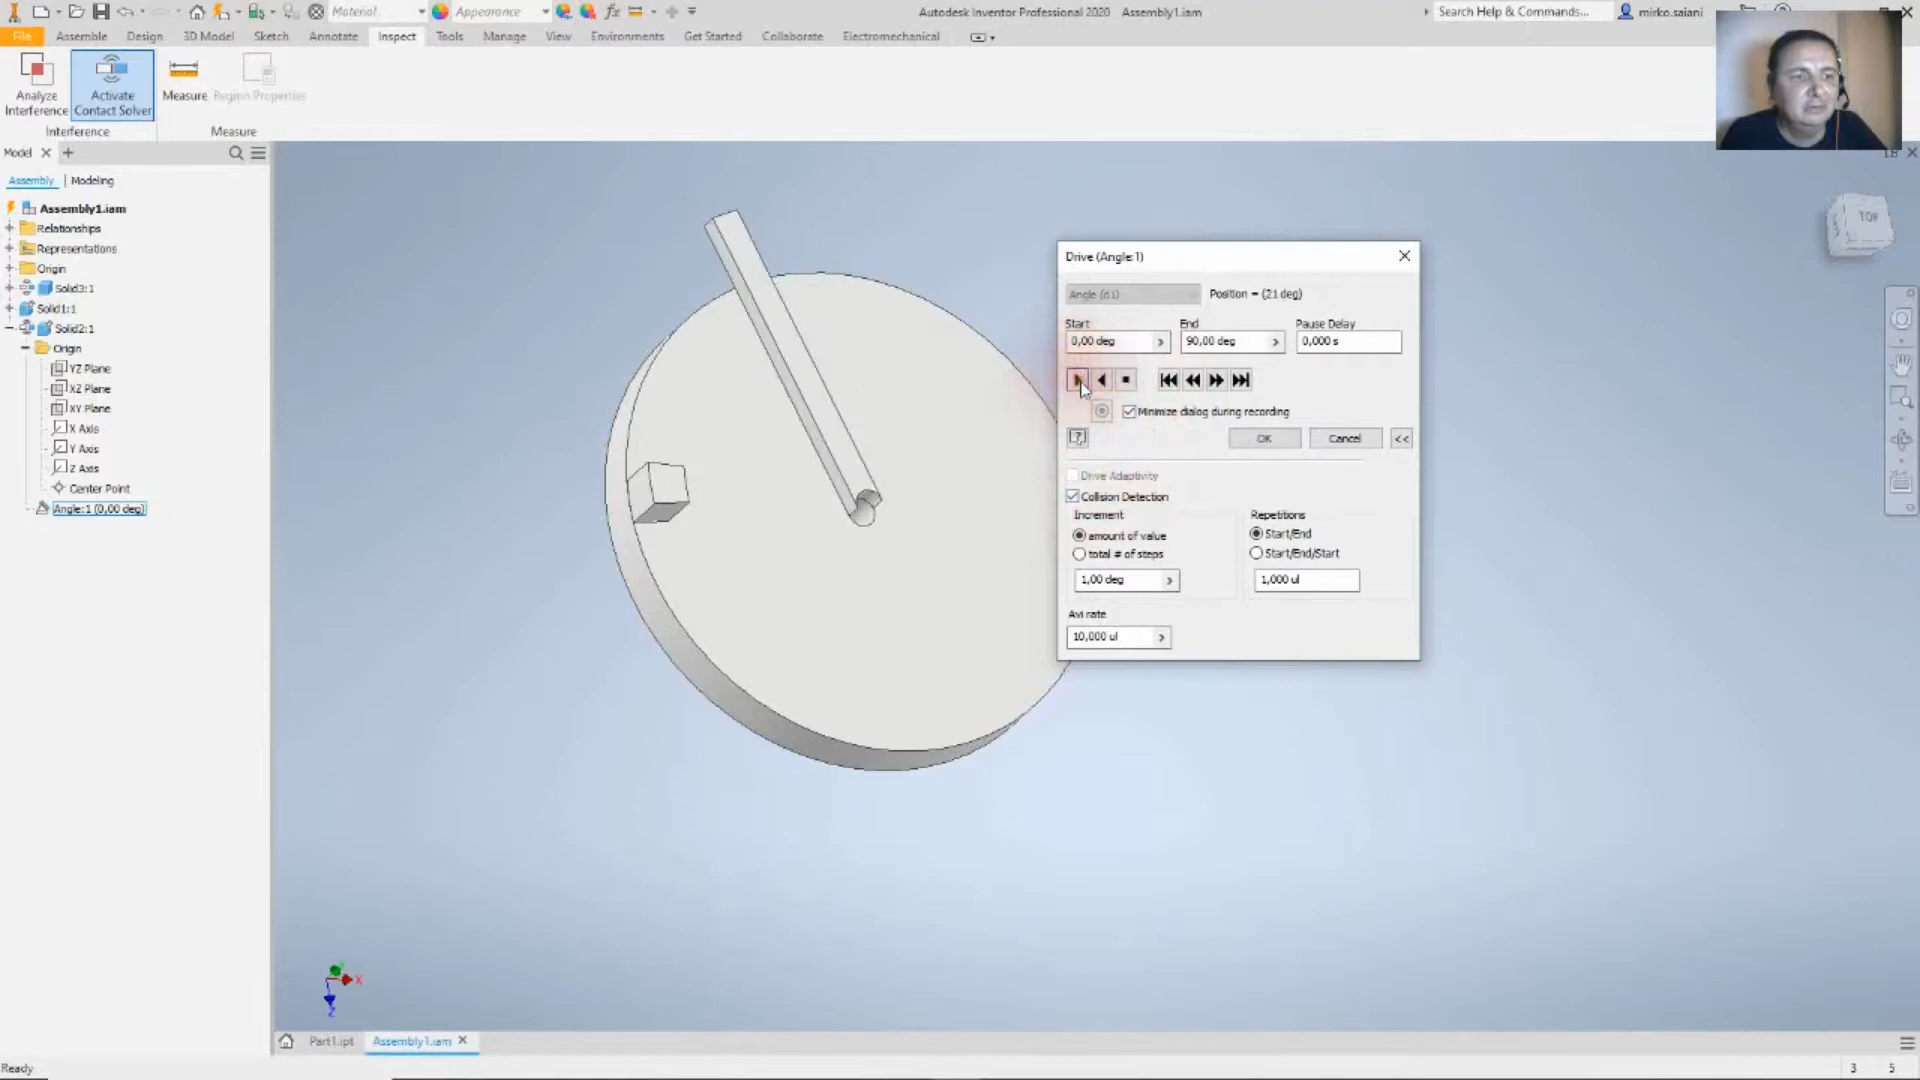 Material
Appearance
fx
Autodesk Inventor Professional 2020 Assembly1.iam
Search Help & Commands...
mirko.saiani
File Assemble Design 3D Model Sketch Annotate Inspect Tools Manage View Environments Get Started Collaborate Electromechanical
Analyze Interference
Activate Contact Solver
Measure
Region Properties
Interference
Measure
Model
Assembly | Modeling
Assembly1.iam
Relationships
Representations
Origin
Solid3:1
Solid1:1
Solid2:1
Origin
YZ Plane
XZ Plane
XY Plane
X Axis
Y Axis
Z Axis
Center Point
Angle:1 (0,00 deg)
TOP
Drive (Angle:1)
Angle (d1) Position = (21 deg)
Start End Pause Delay
0,00 deg 90,00 deg 0,000 s
Minimize dialog during recording
OK Cancel <<
Drive Adaptivity
Collision Detection
Increment Repetitions
amount of value Start/End
total # of steps Start/End/Start
1,00 deg 1,000 ul
Avi rate
10,000 ul
X
Z
Part1.ipt Assembly1.iam
Ready
3 5